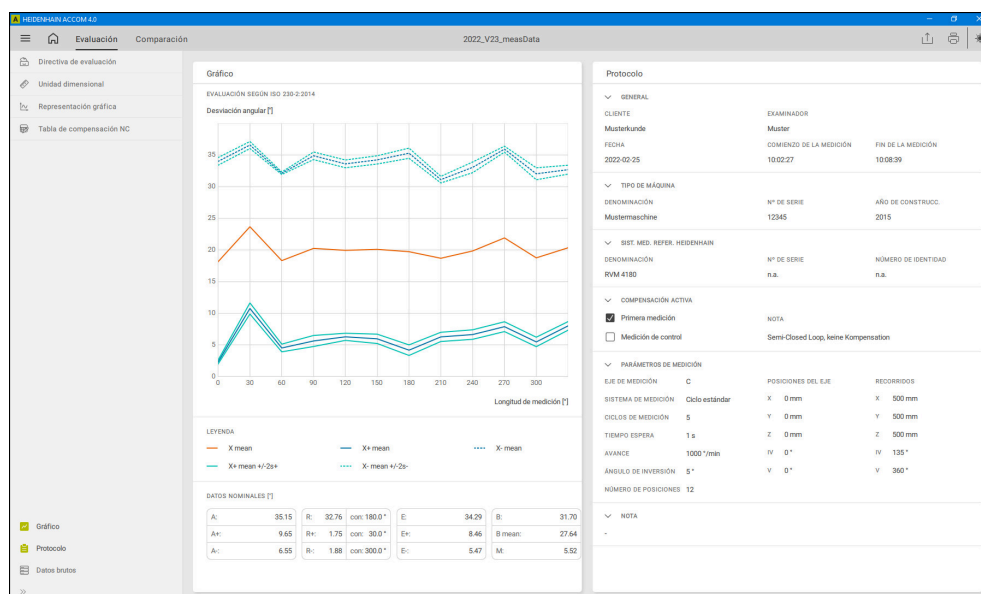 HEIDENHAIN ACCOM 4.0
Evaluación Comparación 2022_V23_measData
Directiva de evaluación
Unidad dimensional
Representación gráfica
Tabla de compensación NC
Gráfico
Protocolo
Datos brutos
Gráfico
EVALUACIÓN SEGÚN ISO 230-2:2014
Desviación angular ["]
35
30
25
20
15
10
5
0
0 30 60 90 120 150 180 210 240 270 300
Longitud de medición [°]
LEYENDA
X mean X+ mean X- mean
X+ mean +/-2s+ X- mean +/-2s-
DATOS NOMINALES ["]
A: 35.15 R: 32.76 con: 180.0 ° E: 34.29 B: 31.70
A+: 9.65 R+: 1.75 con: 30.0 ° E+: 8.46 B mean: 27.64
A-: 6.55 R-: 1.88 con: 300.0 ° E-: 5.47 M: 5.52
Protocolo
GENERAL
CLIENTE EXAMINADOR
Musterkunde Muster
FECHA COMIENZO DE LA MEDICIÓN FIN DE LA MEDICIÓN
2022-02-25 10:02:27 10:08:39
TIPO DE MÁQUINA
DENOMINACIÓN Nº DE SERIE AÑO DE CONSTRUCC.
Mustermaschine 12345 2015
SIST. MED. REFER. HEIDENHAIN
DENOMINACIÓN Nº DE SERIE NÚMERO DE IDENTIDAD
RVM 4180 n.a. n.a.
COMPENSACIÓN ACTIVA
Primera medición NOTA
Medición de control Semi-Closed Loop, keine Kompensation
PARÁMETROS DE MEDICIÓN
EJE DE MEDICIÓN C POSICIONES DEL EJE RECORRIDOS
SISTEMA DE MEDICIÓN Ciclo estándar X 0 mm X 500 mm
CICLOS DE MEDICIÓN 5 Y 0 mm Y 500 mm
TIEMPO ESPERA 1 s Z 0 mm Z 500 mm
AVANCE 1000 °/min IV 0 ° IV 135 °
ÁNGULO DE INVERSIÓN 5 ° V 0 ° V 360 °
NÚMERO DE POSICIONES 12
NOTA
-